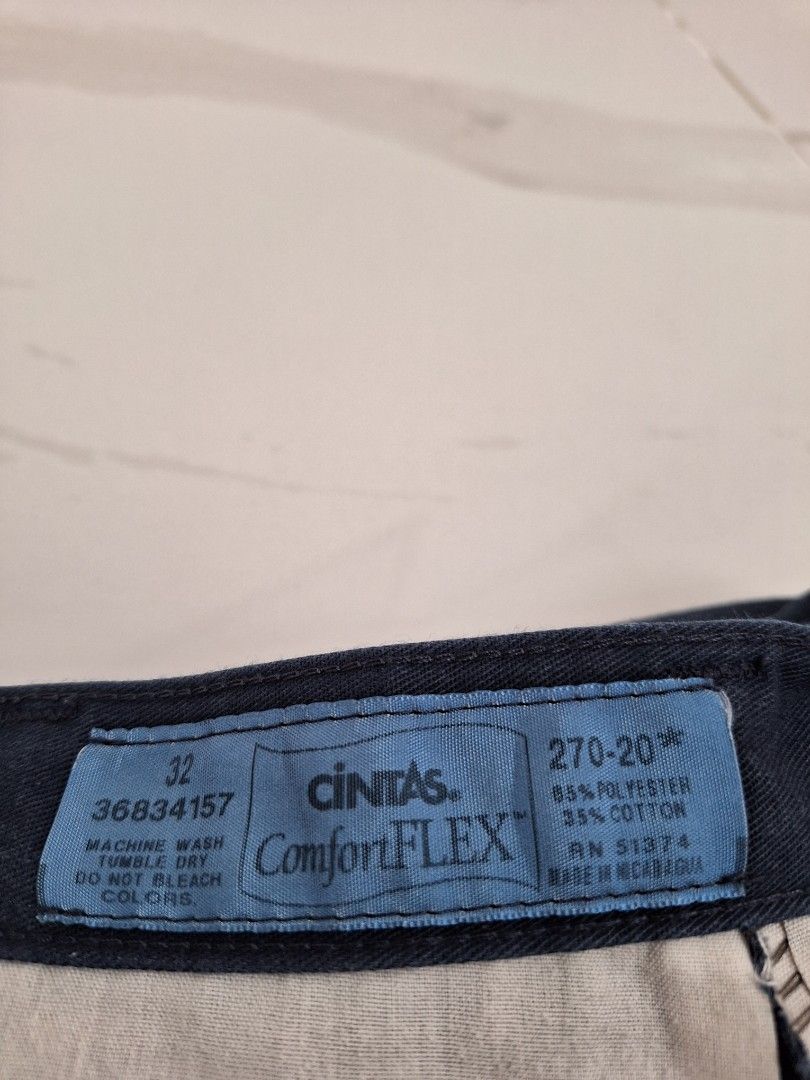 32
36834157
MACHINE WASH
TUMBLE DRY
DO NOT BLEACH
COLORS.
CiNTAS®
ComfortFLEX™
270-20**
65% POLYESTER
35% COTTON
RN 51374
MADE IN NICARAGUA